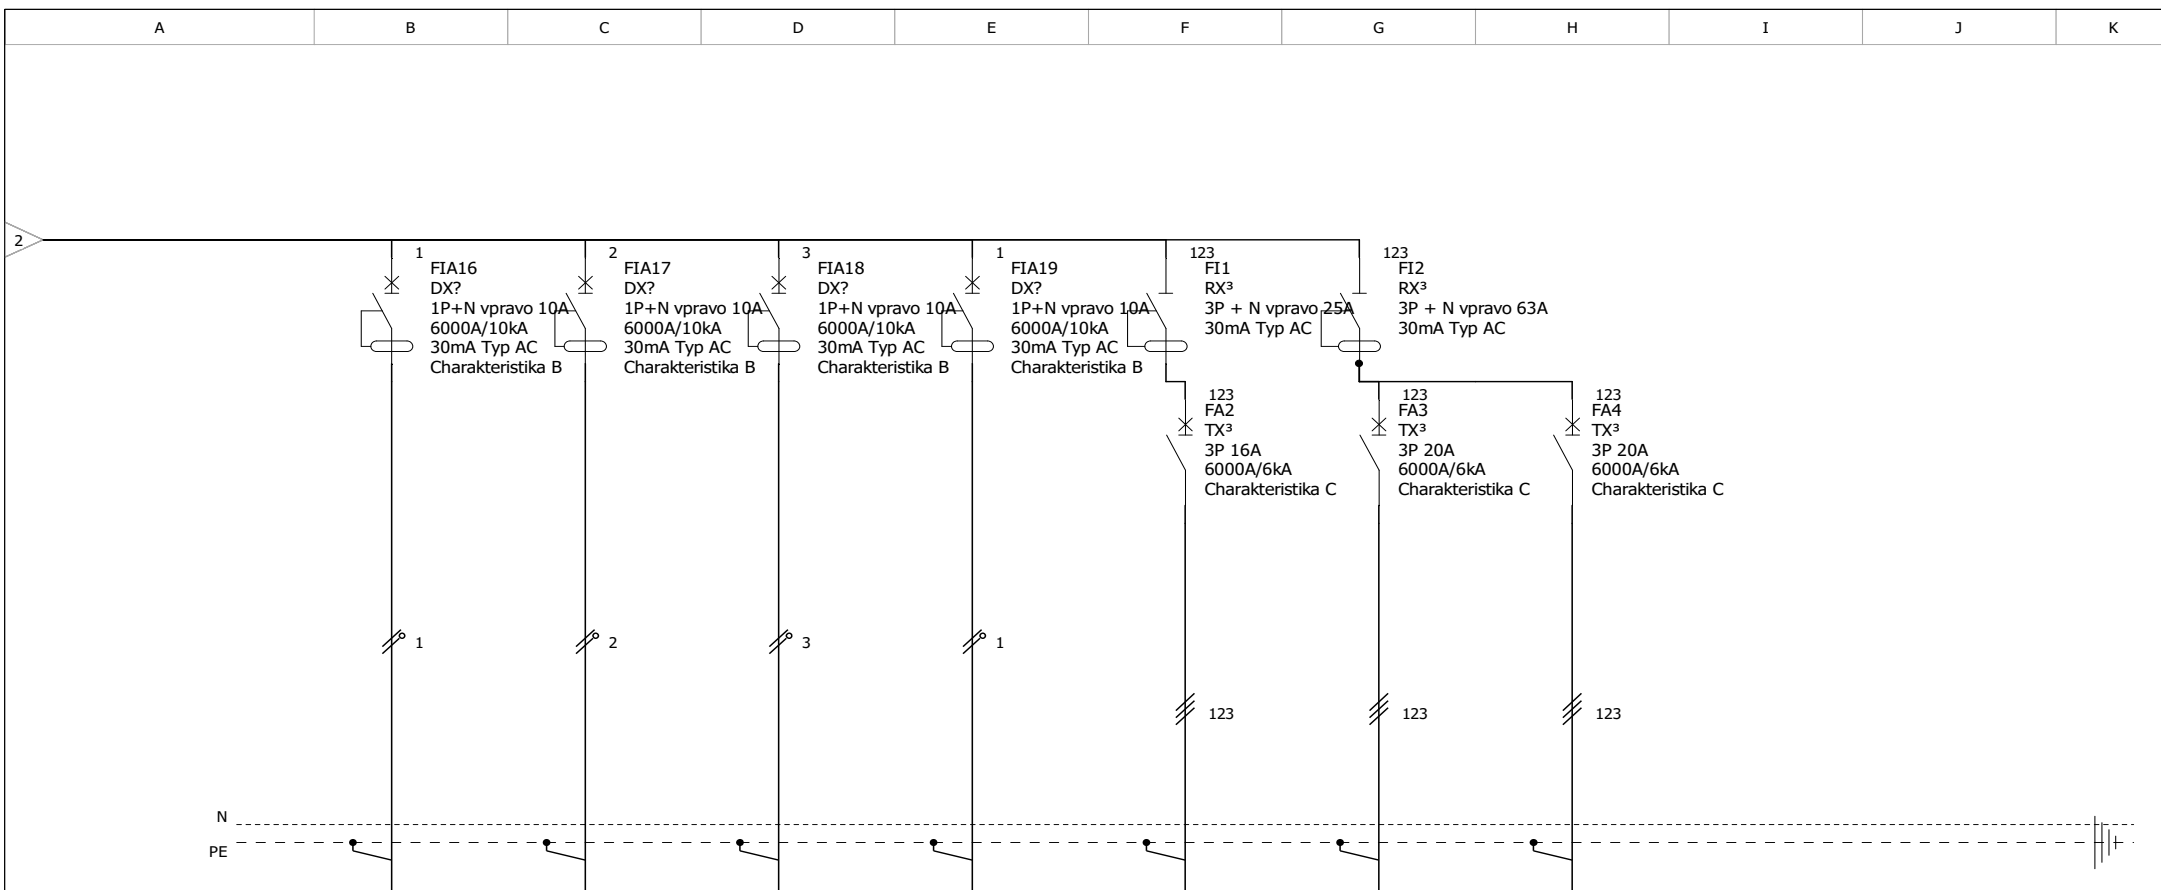 A B C D E F G H I J K
2
1
FIA16
DX?
1P+N vpravo 10A
6000A/10kA
30mA Typ AC
Charakteristika B
2
FIA17
DX?
1P+N vpravo 10A
6000A/10kA
30mA Typ AC
Charakteristika B
3
FIA18
DX?
1P+N vpravo 10A
6000A/10kA
30mA Typ AC
Charakteristika B
1
FIA19
DX?
1P+N vpravo 10A
6000A/10kA
30mA Typ AC
Charakteristika B
123
FI1
RX³
3P + N vpravo 25A
30mA Typ AC
123
FI2
RX³
3P + N vpravo 63A
30mA Typ AC
123
FA2
TX³
3P 16A
6000A/6kA
Charakteristika C
123
FA3
TX³
3P 20A
6000A/6kA
Charakteristika C
123
FA4
TX³
3P 20A
6000A/6kA
Charakteristika C
1 2 3 1
123 123 123
N
PE